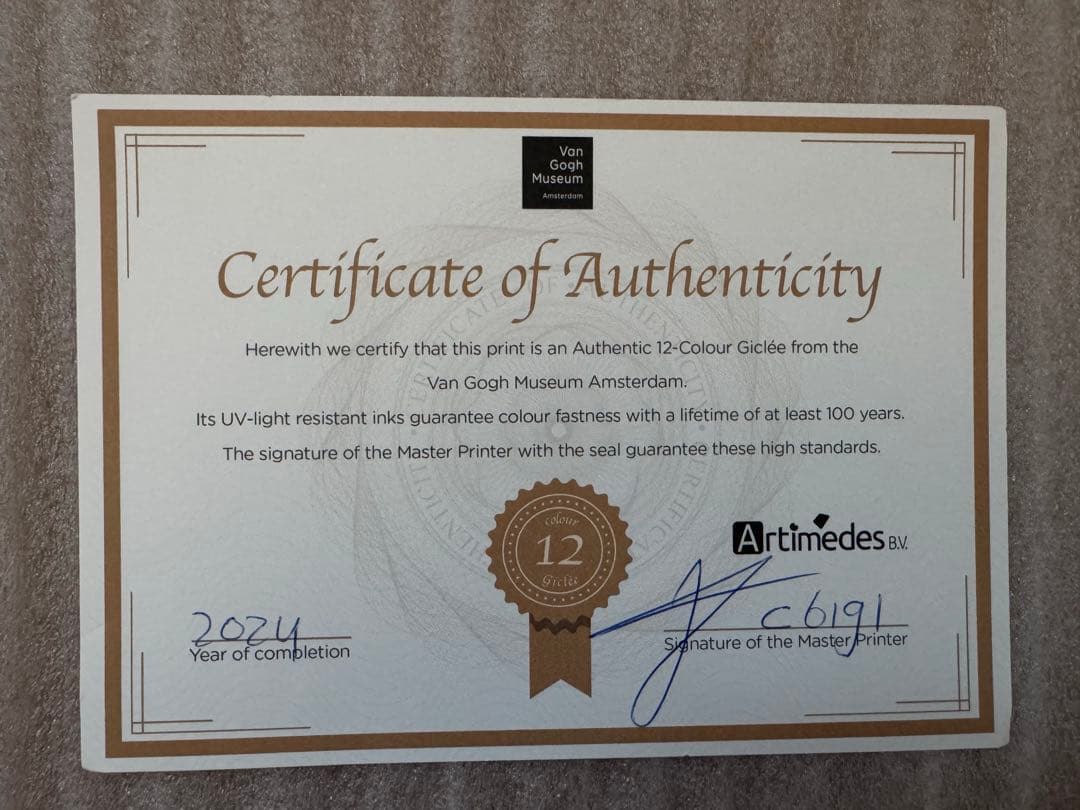 Van
Gogh
Museum
Amsterdam
Certificate of Authenticity
Herewith we certify that this print is an Authentic 12-Colour Giclée from the
Van Gogh Museum Amsterdam.
Its UV-light resistant inks guarantee colour fastness with a lifetime of at least 100 years.
The signature of the Master Printer with the seal guarantee these high standards.
colour
12
Giclée
Artimedes B.V.
2024
Year of completion
c6191
Signature of the Master Printer